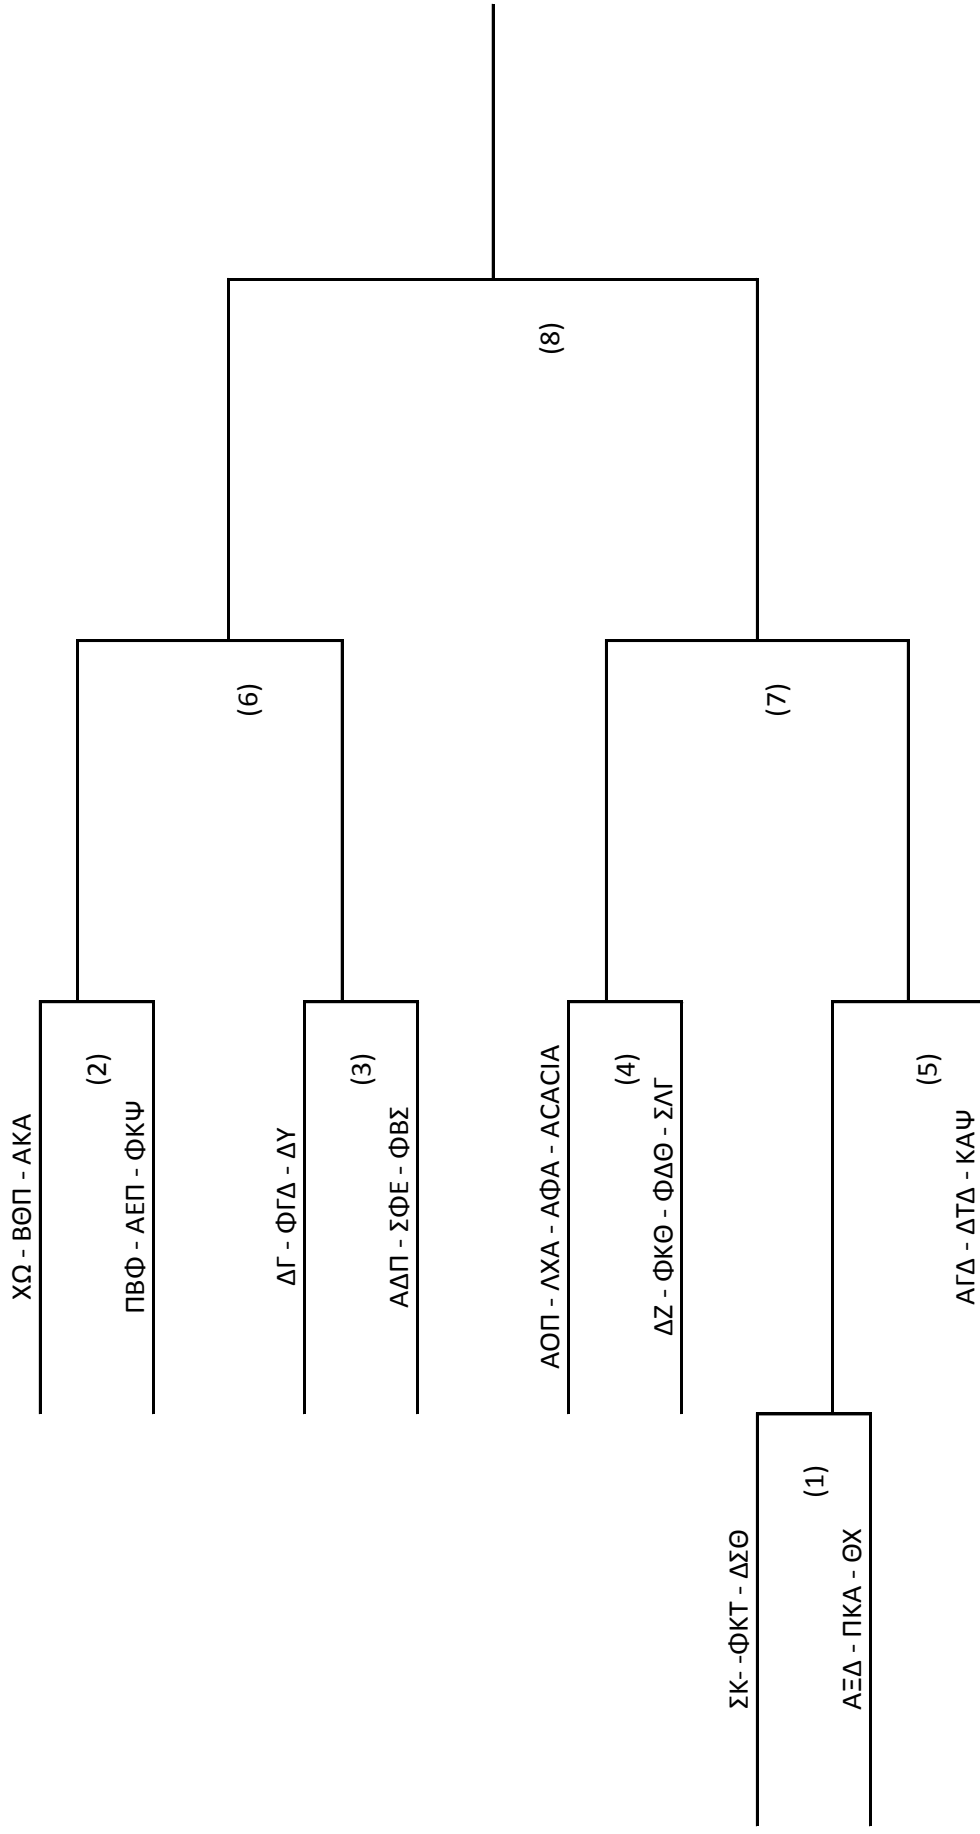 ΧΩ - ΒΘΠ - ΑΚΑ
(2)
ΠΒΦ - ΑΕΠ - ΦΚΨ
(6)
ΔΓ - ΦΓΔ - ΔΥ
(3)
ΑΔΠ - ΣΦΕ - ΦΒΣ
(8)
ΑΟΠ - ΛΧΑ - ΑΦΑ - ACACIA
(4)
ΔΖ - ΦΚΘ - ΦΔΘ - ΣΛΓ
(7)
ΣΚ- -ΦΚΤ - ΔΣΘ
(1)
ΑΞΔ - ΠΚΑ - ΘΧ
(5)
ΑΓΔ - ΔΤΔ - ΚΑΨ